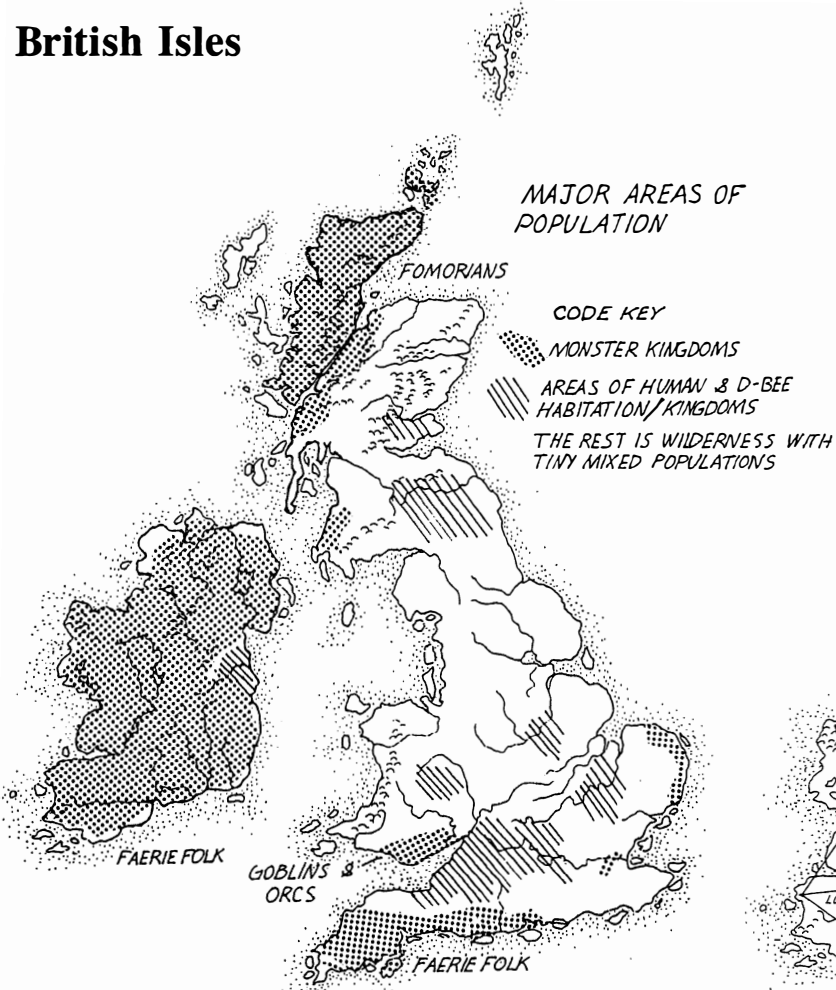 British Isles
MAJOR AREAS OF
POPULATION
FOMORIANS
CODE KEY
MONSTER KINGDOMS
AREAS OF HUMAN & D-BEE
HABITATION/KINGDOMS
THE REST IS WILDERNESS WITH
TINY MIXED POPULATIONS
FAERIE FOLK
GOBLINS &
ORCS
FAERIE FOLK